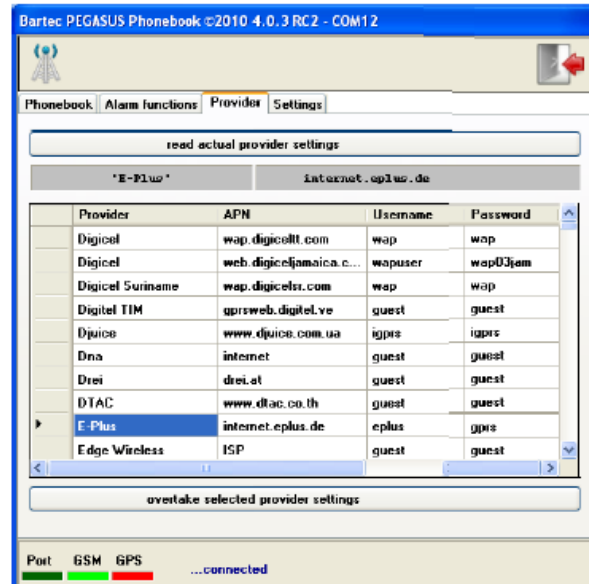 Bartec PEGASUS Phonebook ©2010 4.0.3 RC2 - COM12
Phonebook Alarm functions Provider Settings
read actual provider settings
"E-Plus" internet.eplus.de
Provider APN Username Password
Digicel wap.digiceltt.com wap wap
Digicel web.digiceljamaica.c... wapuser wap03jam
Digicel Suriname wap.digicelsr.com wap wap
Digitel TIM gprsweb.digitel.ve guest guest
Djuice www.djuice.com.ua igprs igprs
Dna internet guest guest
Drei drei.at guest guest
DTAC www.dtac.co.th guest guest
E-Plus internet.eplus.de eplus gprs
Edge Wireless ISP guest guest
overtake selected provider settings
Port GSM GPS ...connected